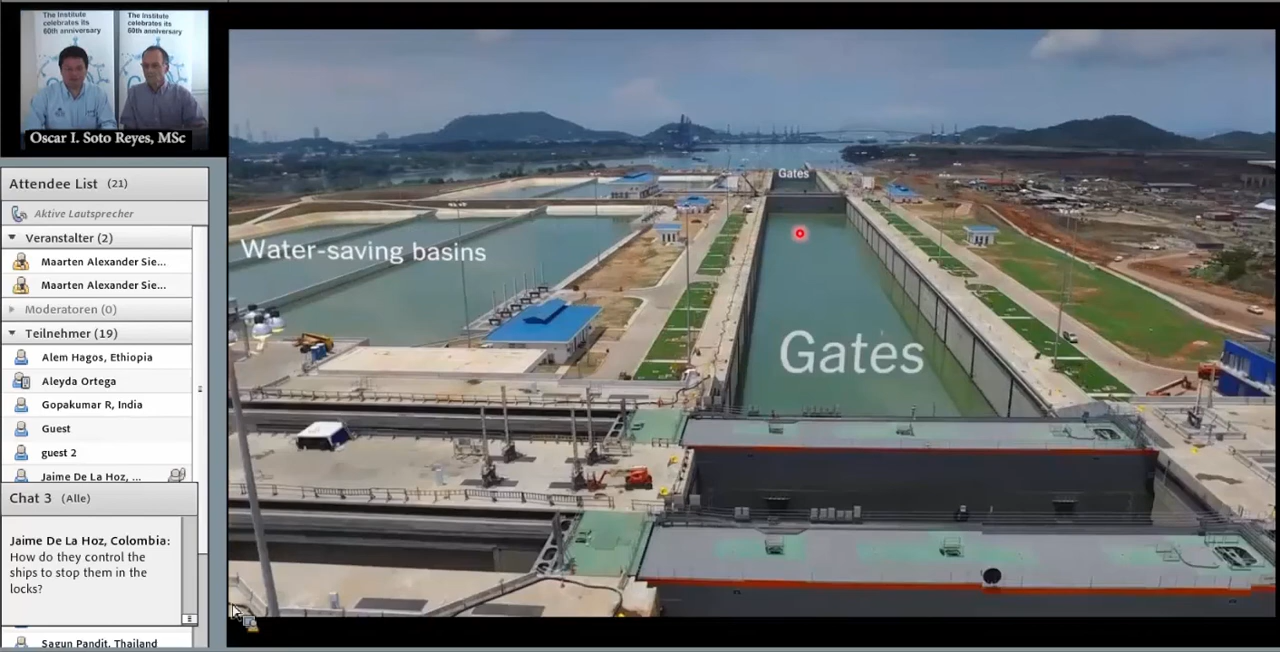 The Institute
celebrates its
60th anniversary
The Institute
celebrates its
60th anniversary
Oscar I. Soto Reyes, MSc
Attendee List (21)
Aktive Lautsprecher
Veranstalter (2)
Maarten Alexander Sie...
Maarten Alexander Sie...
Moderatoren (0)
Teilnehmer (19)
Alem Hagos, Ethiopia
Aleyda Ortega
Gopakumar R, India
Guest
guest 2
Jaime De La Hoz, ...
Chat 3 (Alle)
Jaime De La Hoz, Colombia:
How do they control the
ships to stop them in the
locks?
Sagun Pandit, Thailand
Gates
Water-saving basins
Gates